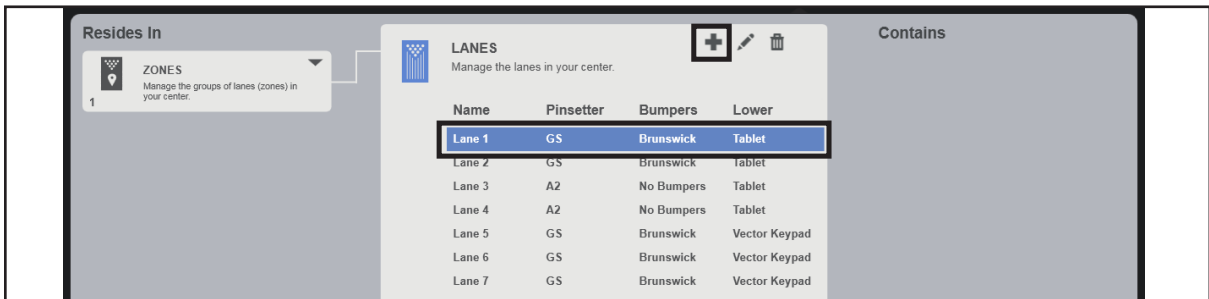 Resides In
ZONES
Manage the groups of lanes (zones) in
your center.
1
LANES
Manage the lanes in your center.
Name Pinsetter Bumpers Lower
Lane 1 GS Brunswick Tablet
Lane 2 GS Brunswick Tablet
Lane 3 A2 No Bumpers Tablet
Lane 4 A2 No Bumpers Tablet
Lane 5 GS Brunswick Vector Keypad
Lane 6 GS Brunswick Vector Keypad
Lane 7 GS Brunswick Vector Keypad
Contains